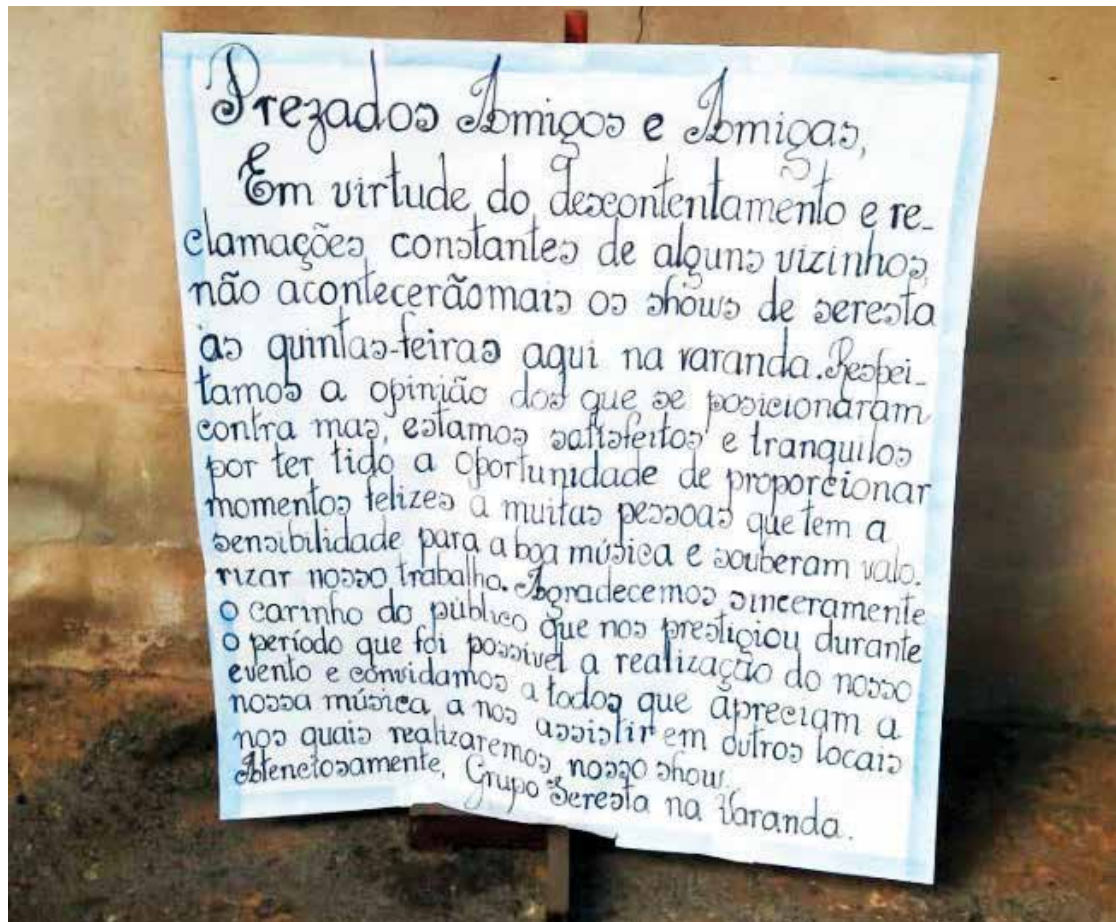 Prezados Amigos e Amigas,
Em virtude do descontentamento e re-
clamações constantes de alguns vizinhos,
não acontecerão mais os shows de seresta
às quintas-feiras aqui na varanda. Respei-
tamos a opinião dos que se posicionaram
contra mas, estamos satisfeitos e tranquilos
por ter tido a oportunidade de proporcionar
momentos felizes a muitas pessoas que tem a
sensibilidade para a boa música e souberam valo-
rizar nosso trabalho. Agradecemos sinceramente
o carinho do público que nos prestigiou durante
o período que foi possível a realização do nosso
evento e convidamos a todos que apreciam a
nossa música a nos assistir em outros locais
nos quais realizaremos nosso show.
Atenciosamente, Grupo Seresta na Varanda.